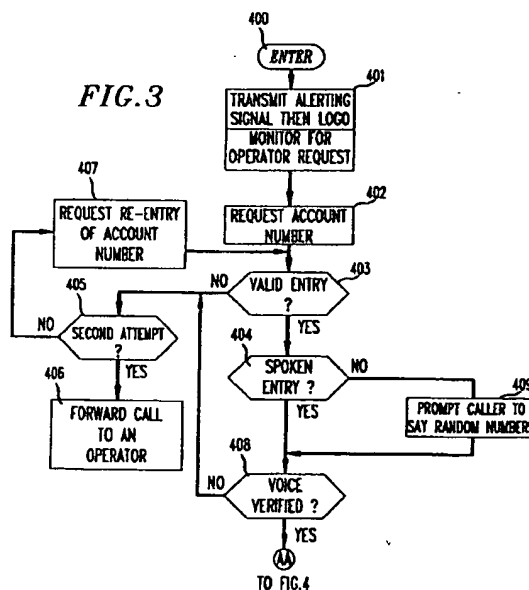 400
ENTER
FIG.3
401
TRANSMIT ALERTING
SIGNAL THEN LOGO
MONITOR FOR
OPERATOR REQUEST
407
REQUEST RE-ENTRY
OF ACCOUNT
NUMBER
402
REQUEST ACCOUNT
NUMBER
403
NO
VALID ENTRY
?
YES
405
SECOND ATTEMPT
?
NO
YES
404
SPOKEN
ENTRY ?
NO
YES
409
PROMPT CALLER TO
SAY RANDOM NUMBERS
406
FORWARD CALL
TO AN
OPERATOR
408
NO
VOICE
VERIFIED ?
YES
AA
TO FIG.4